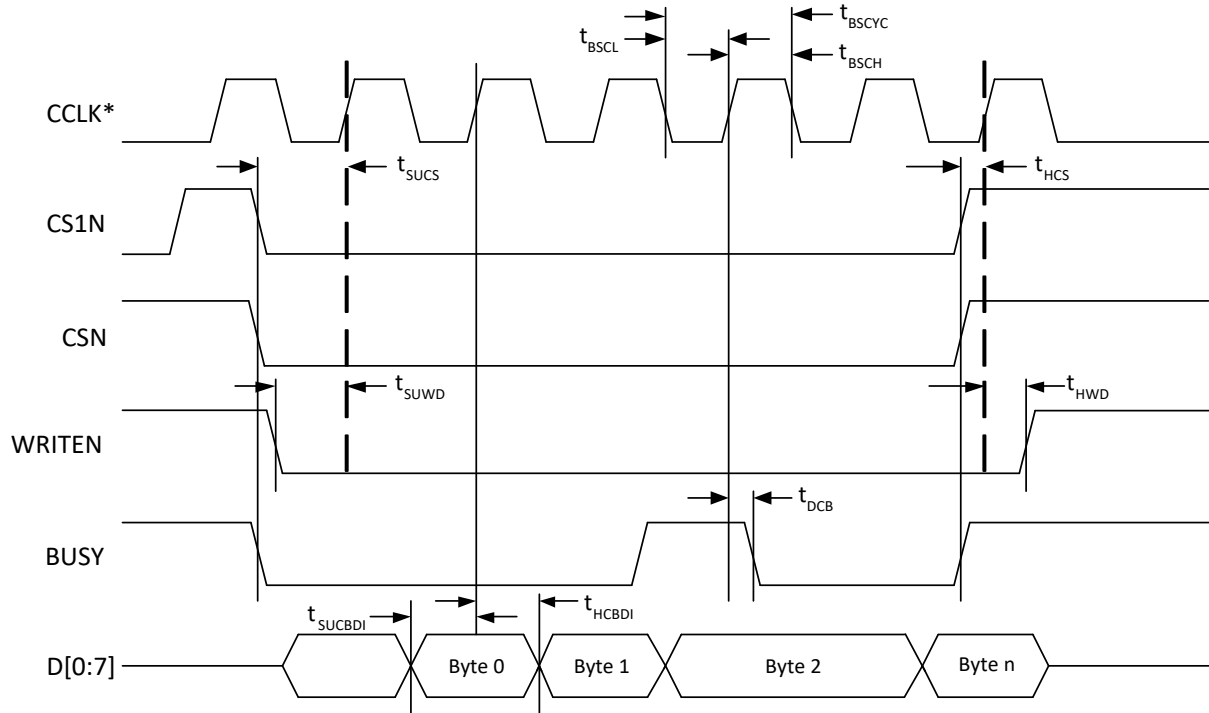 tBSCYC
tBSCL
tBSCH
CCLK*
tSUCS
tHCS
CS1N
CSN
tSUWD
tHWD
WRITEN
tDCB
BUSY
tSUCBDI
tHCBDI
D[0:7]
Byte 0
Byte 1
Byte 2
Byte n